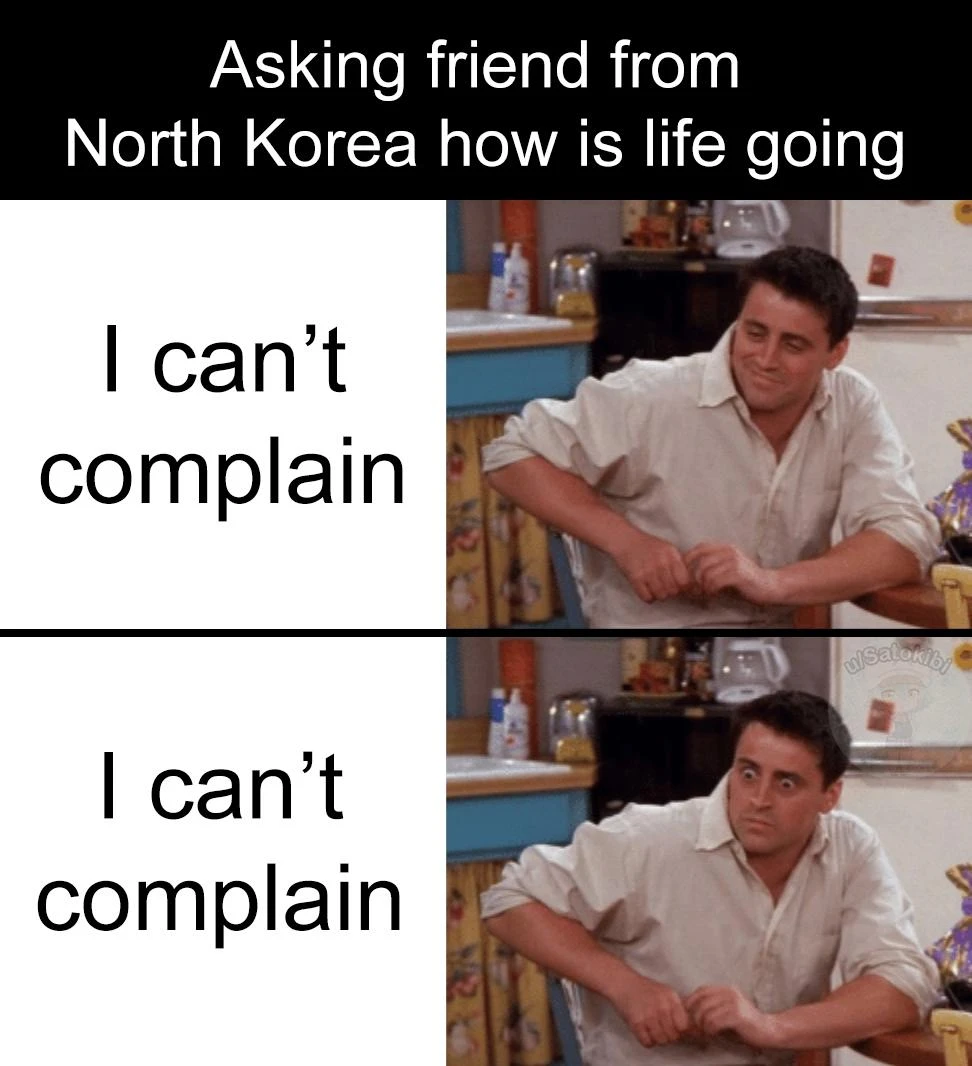 Asking friend from
North Korea how is life going
I can’t
complain
u/Satokibi
I can’t
complain